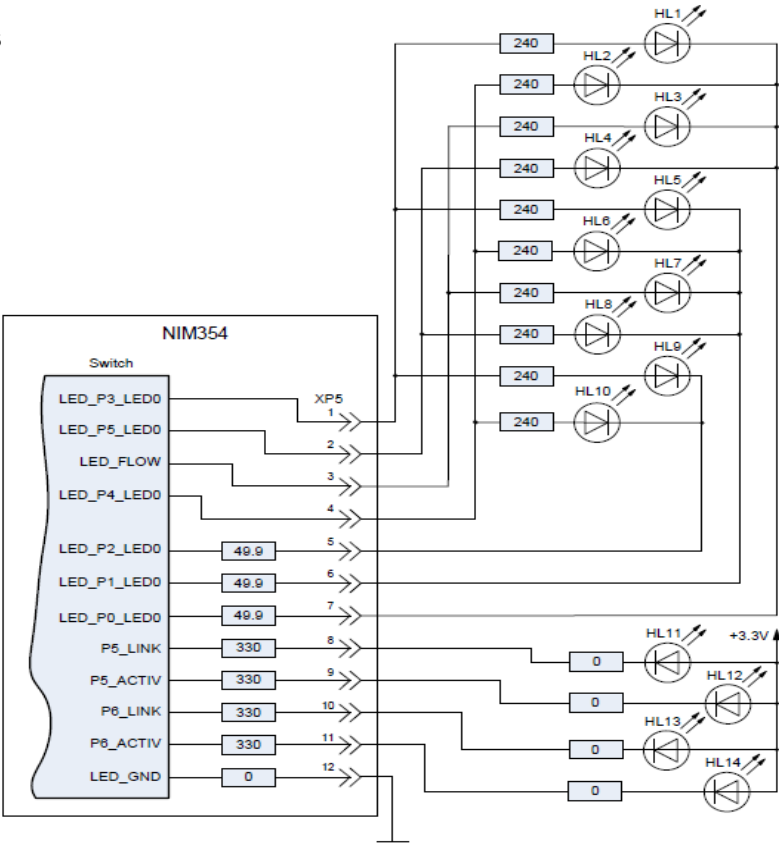 HL1
240
HL2
240
HL3
240
HL4
240
HL5
240
HL6
240
HL7
240
HL8
240
HL9
240
HL10
240
NIM354
Switch
XP5
LED_P3_LED0 1
LED_P5_LED0 2
LED_FLOW 3
LED_P4_LED0 4
LED_P2_LED0 49.9 5
LED_P1_LED0 49.9 6
LED_P0_LED0 49.9 7
P5_LINK 330 8
P5_ACTIV 330 9
P6_LINK 330 10
P6_ACTIV 330 11
LED_GND 0 12
HL11 +3.3V
0
HL12
0
HL13
0
HL14
0